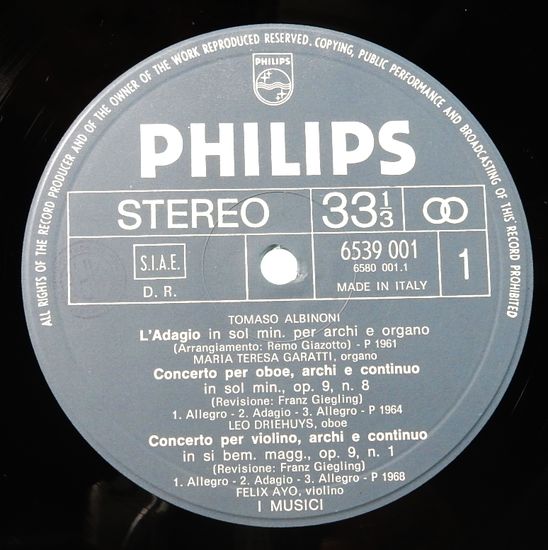 ALL RIGHTS OF THE RECORD PRODUCER AND OF THE OWNER OF THE WORK REPRODUCED RESERVED. COPYING, PUBLIC PERFORMANCE AND BROADCASTING OF THIS RECORD PROHIBITED
PHILIPS
PHILIPS
STEREO 33 1/3
S.I.A.E. 6539 001 1
6580 001.1
D. R. MADE IN ITALY
TOMASO ALBINONI
L'Adagio in sol min. per archi e organo
(Arrangiamento: Remo Giazotto) - P 1961
MARIA TERESA GARATTI, organo
Concerto per oboe, archi e continuo
in sol min., op. 9, n. 8
(Revisione: Franz Giegling)
1. Allegro - 2. Adagio - 3. Allegro - P 1964
LEO DRIEHUYS, oboe
Concerto per violino, archi e continuo
in si bem. magg., op. 9, n. 1
(Revisione: Franz Giegling)
1. Allegro - 2. Adagio - 3. Allegro - P 1968
FELIX AYO, violino
I MUSICI